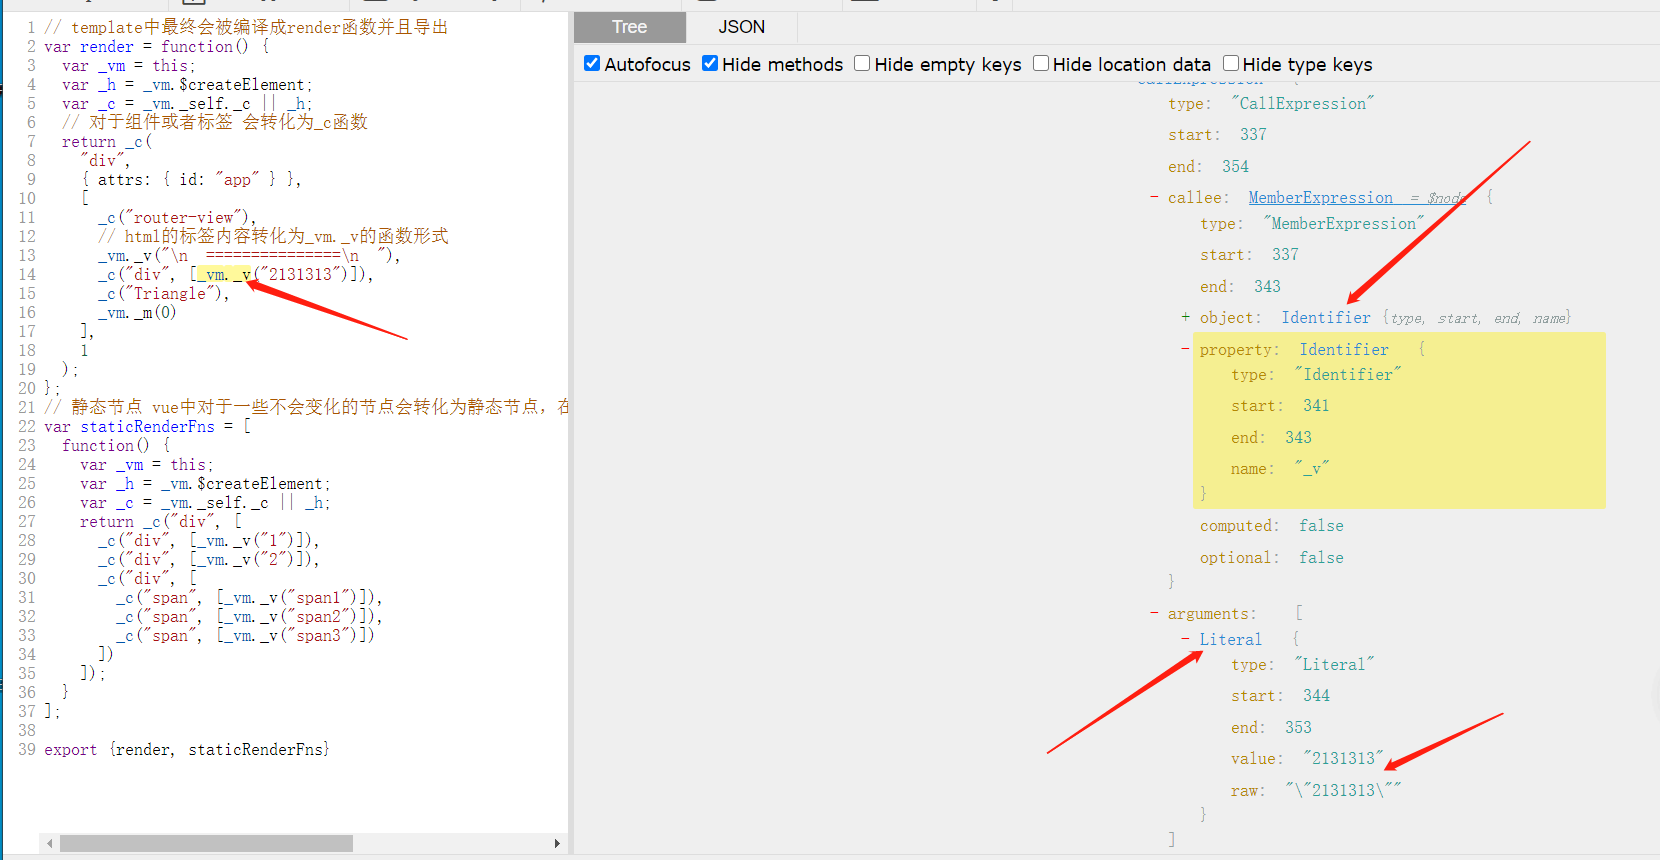 1 // template中最终会被编译成render函数并且导出
2 var render = function() {
3 var _vm = this;
4 var _h = _vm.$createElement;
5 var _c = _vm._self._c || _h;
6 // 对于组件或者标签 会转化为_c函数
7 return _c(
8 "div",
9 { attrs: { id: "app" } },
10 [
11 _c("router-view"),
12 // html的标签内容转化为_vm._v的函数形式
13 _vm._v("\n ===============\n "),
14 _c("div", [_vm._v("2131313")]),
15 _c("Triangle"),
16 _vm._m(0)
17 ],
18 1
19 );
20 };
21 // 静态节点 vue中对于一些不会变化的节点会转化为静态节点，在
22 var staticRenderFns = [
23 function() {
24 var _vm = this;
25 var _h = _vm.$createElement;
26 var _c = _vm._self._c || _h;
27 return _c("div", [
28 _c("div", [_vm._v("1")]),
29 _c("div", [_vm._v("2")]),
30 _c("div", [
31 _c("span", [_vm._v("span1")]),
32 _c("span", [_vm._v("span2")]),
33 _c("span", [_vm._v("span3")])
34 ])
35 ]);
36 }
37 ];
38
39 export {render, staticRenderFns}
Tree JSON
Autofocus Hide methods Hide empty keys Hide location data Hide type keys
CallExpression {
type: "CallExpression"
start: 337
end: 354
- callee: MemberExpression = $node {
type: "MemberExpression"
start: 337
end: 343
+ object: Identifier {type, start, end, name}
- property: Identifier {
type: "Identifier"
start: 341
end: 343
name: "_v"
}
computed: false
optional: false
}
- arguments: [
- Literal {
type: "Literal"
start: 344
end: 353
value: "2131313"
raw: "\"2131313\""
}
]